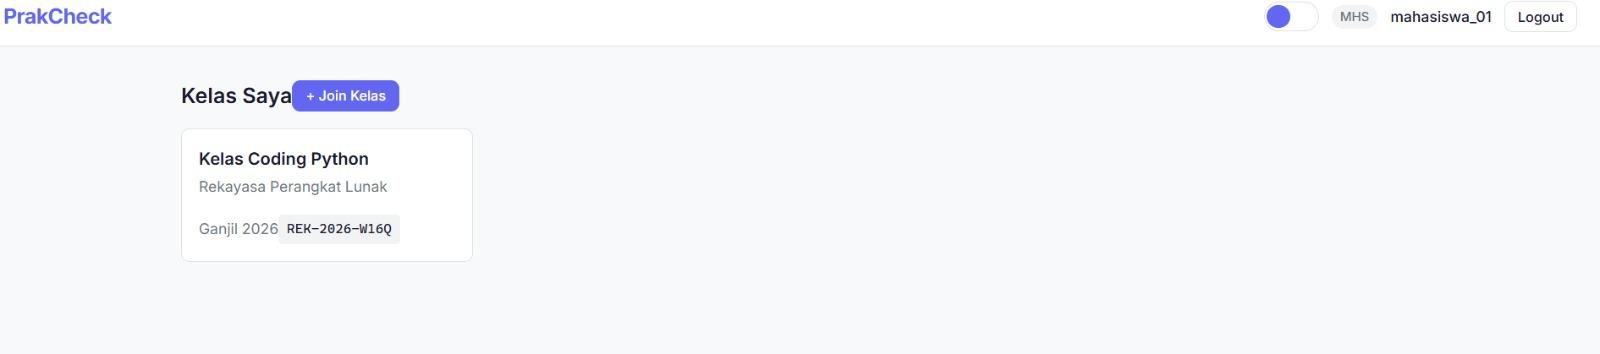 PrakCheck
MHS mahasiswa_01 Logout
Kelas Saya + Join Kelas
Kelas Coding Python
Rekayasa Perangkat Lunak
Ganjil 2026 REK-2026-W16Q